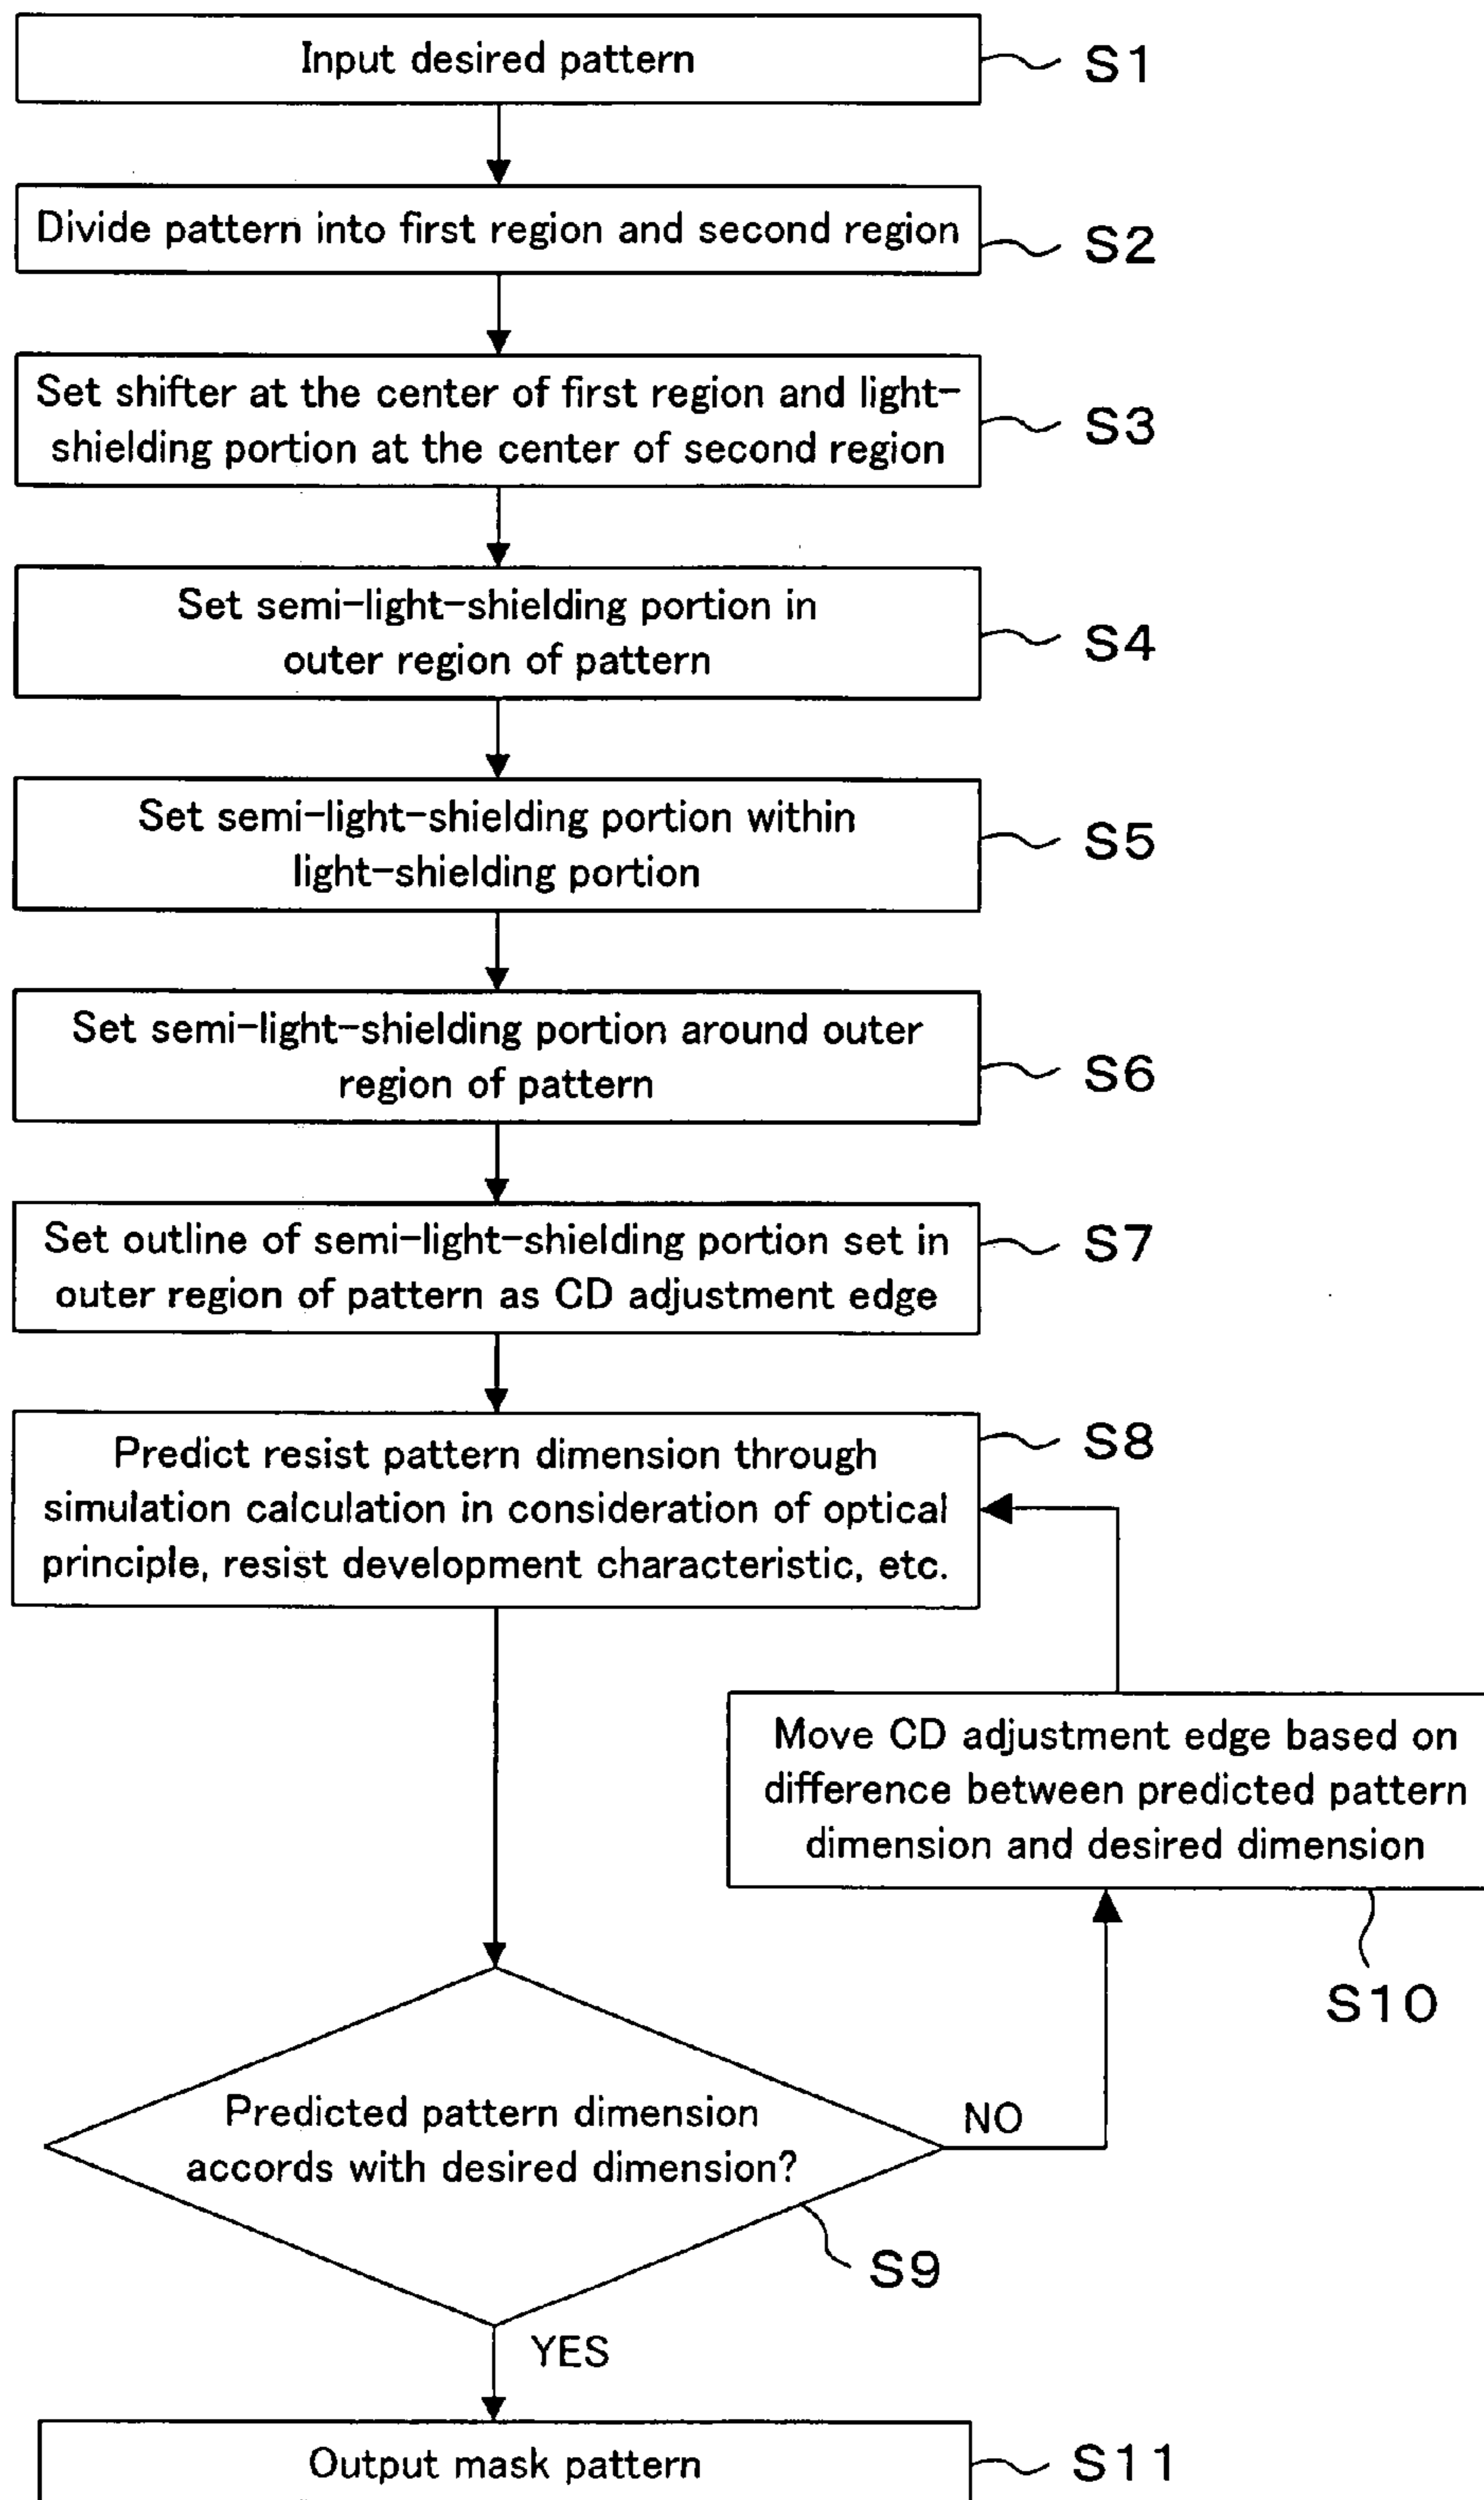 Input desired pattern
S1
Divide pattern into first region and second region
S2
Set shifter at the center of first region and light-
shielding portion at the center of second region
S3
Set semi-light-shielding portion in
outer region of pattern
S4
Set semi-light-shielding portion within
light-shielding portion
S5
Set semi-light-shielding portion around outer
region of pattern
S6
Set outline of semi-light-shielding portion set in
outer region of pattern as CD adjustment edge
S7
Predict resist pattern dimension through
simulation calculation in consideration of optical
principle, resist development characteristic, etc.
S8
Move CD adjustment edge based on
difference between predicted pattern
dimension and desired dimension
S10
Predicted pattern dimension
accords with desired dimension?
NO
S9
YES
Output mask pattern
S11